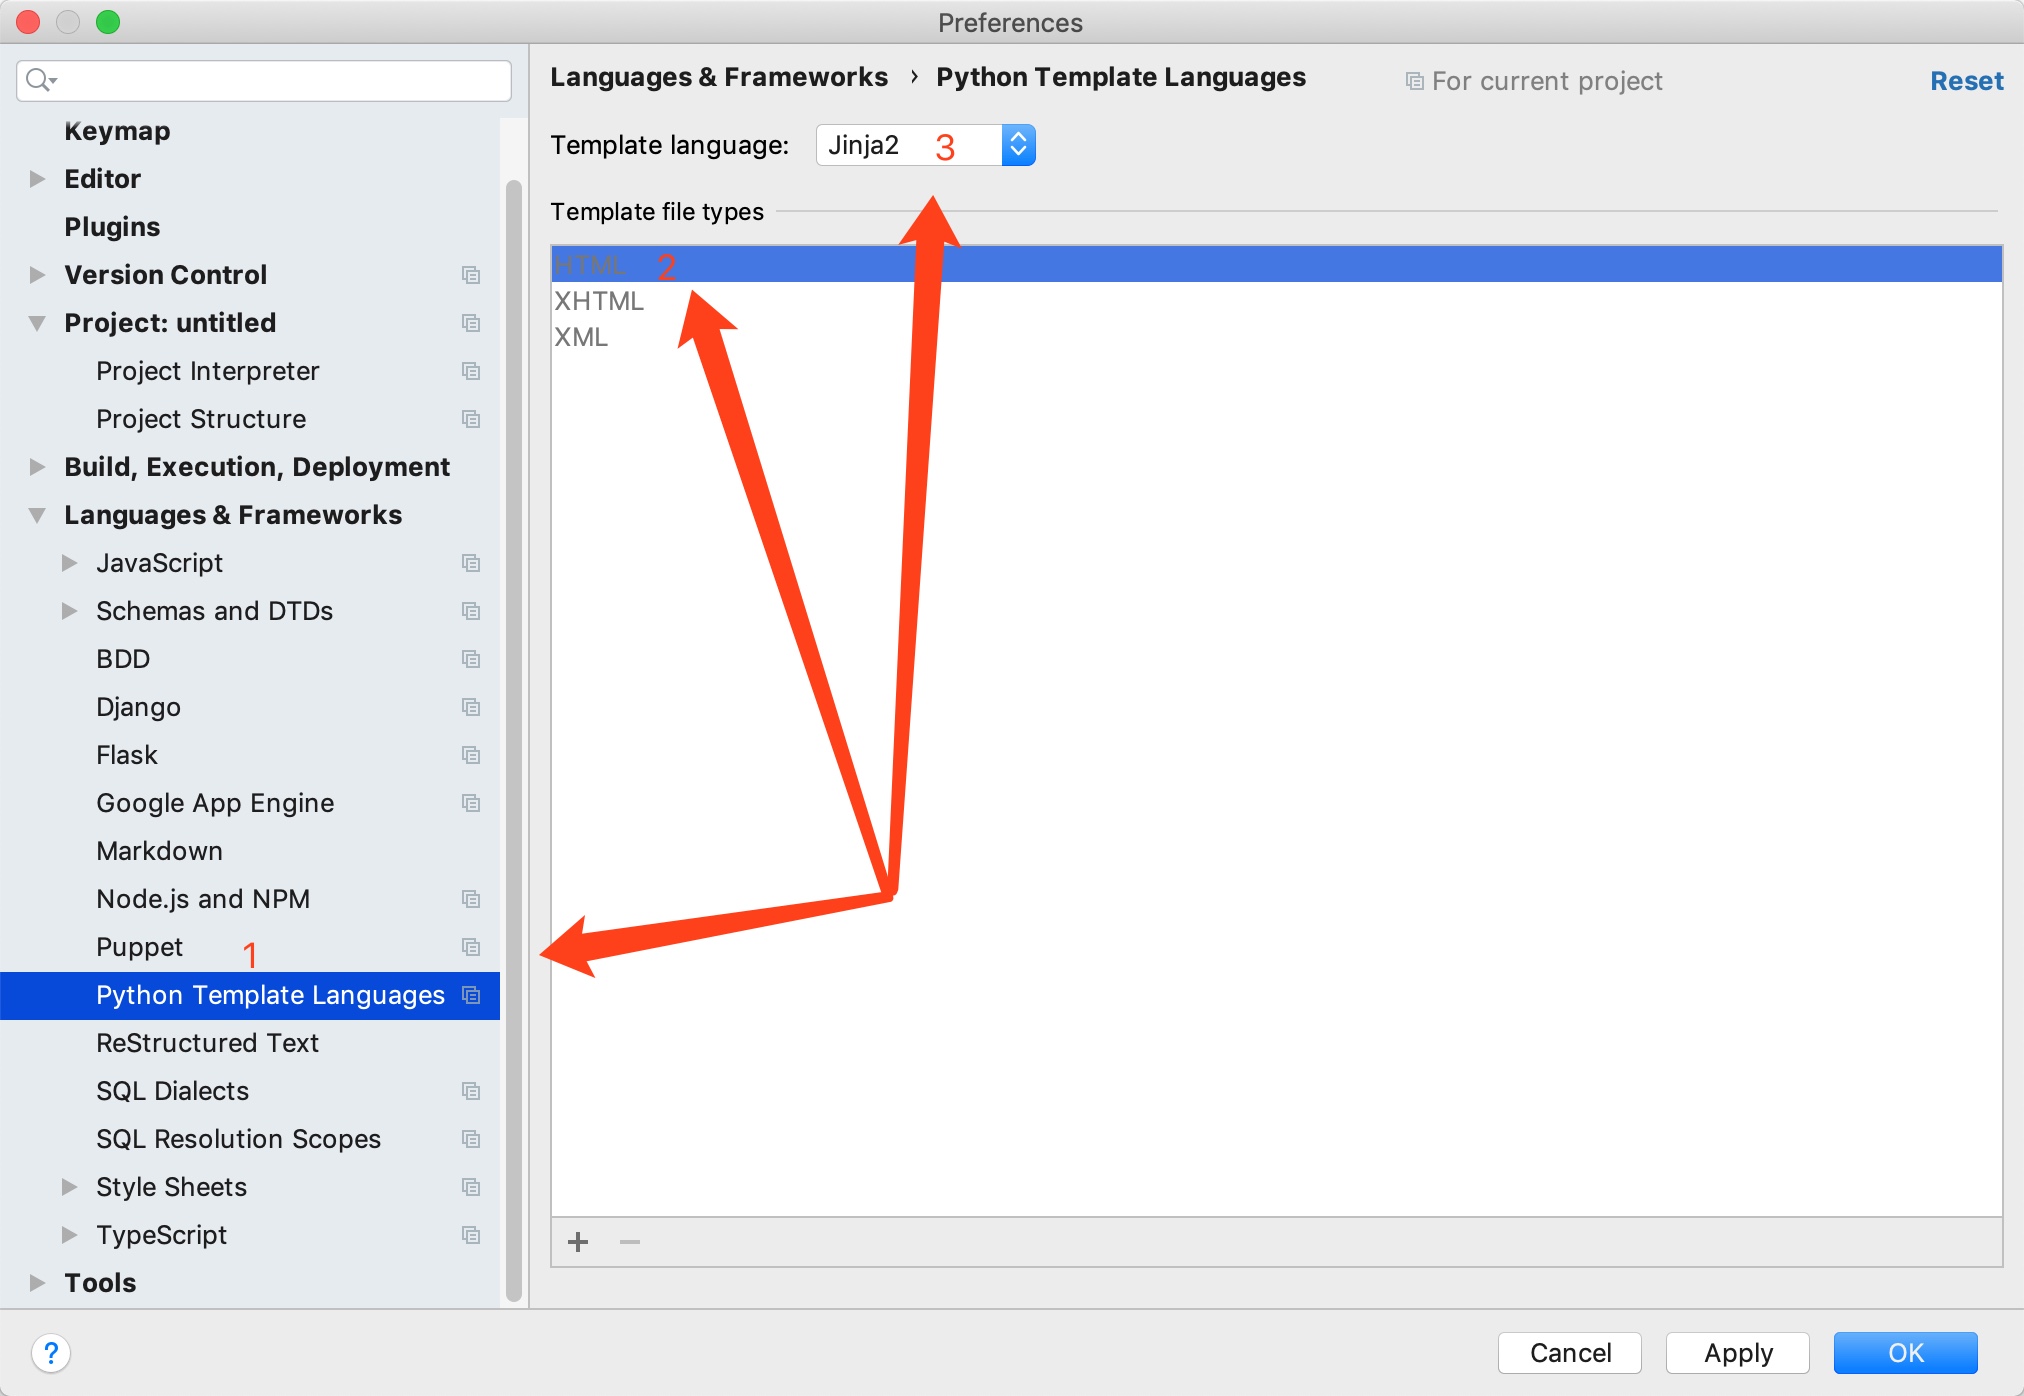 Preferences
Keymap
Editor
Plugins
Version Control
Project: untitled
Project Interpreter
Project Structure
Build, Execution, Deployment
Languages & Frameworks
JavaScript
Schemas and DTDs
BDD
Django
Flask
Google App Engine
Markdown
Node.js and NPM
Puppet 1
Python Template Languages
ReStructured Text
SQL Dialects
SQL Resolution Scopes
Style Sheets
TypeScript
Tools
Languages & Frameworks › Python Template Languages For current project Reset
Template language: Jinja2 3
Template file types
HTML 2
XHTML
XML
? Cancel Apply OK